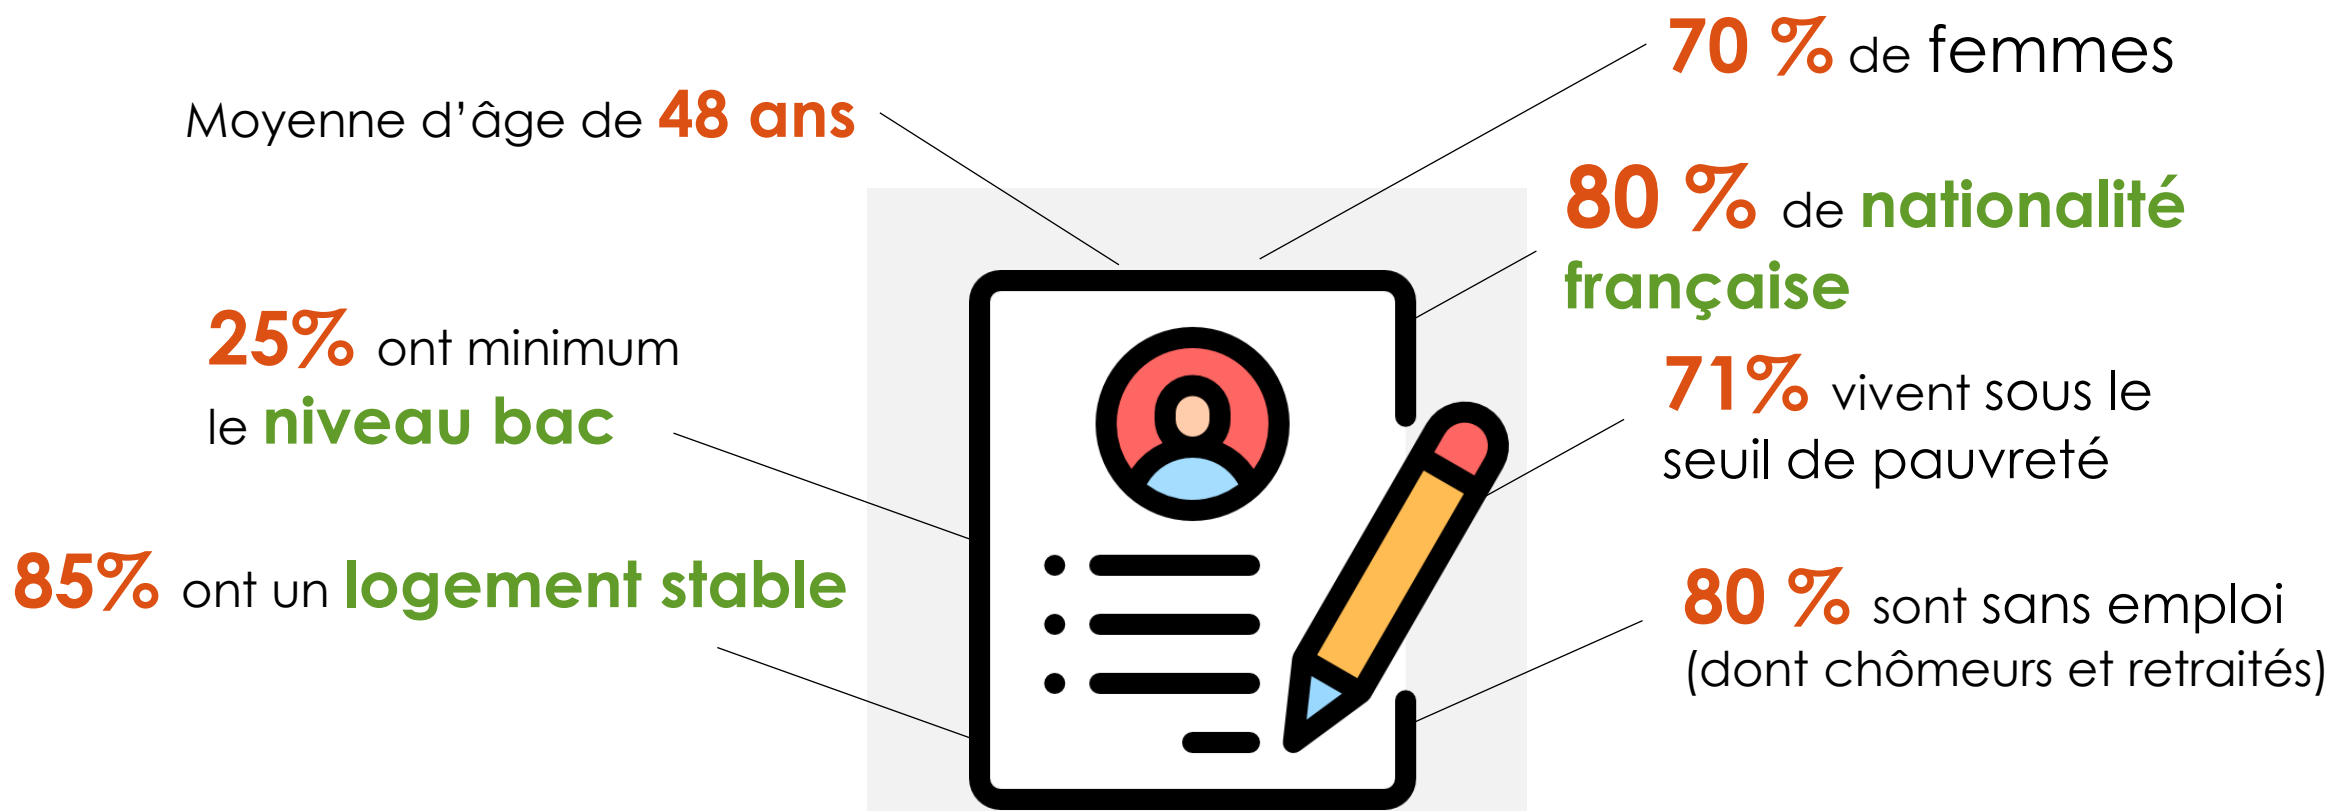 Moyenne d’âge de 48 ans
25% ont minimum
le niveau bac
85% ont un logement stable
70 % de femmes
80 % de nationalité
française
71% vivent sous le
seuil de pauvreté
80 % sont sans emploi
(dont chômeurs et retraités)